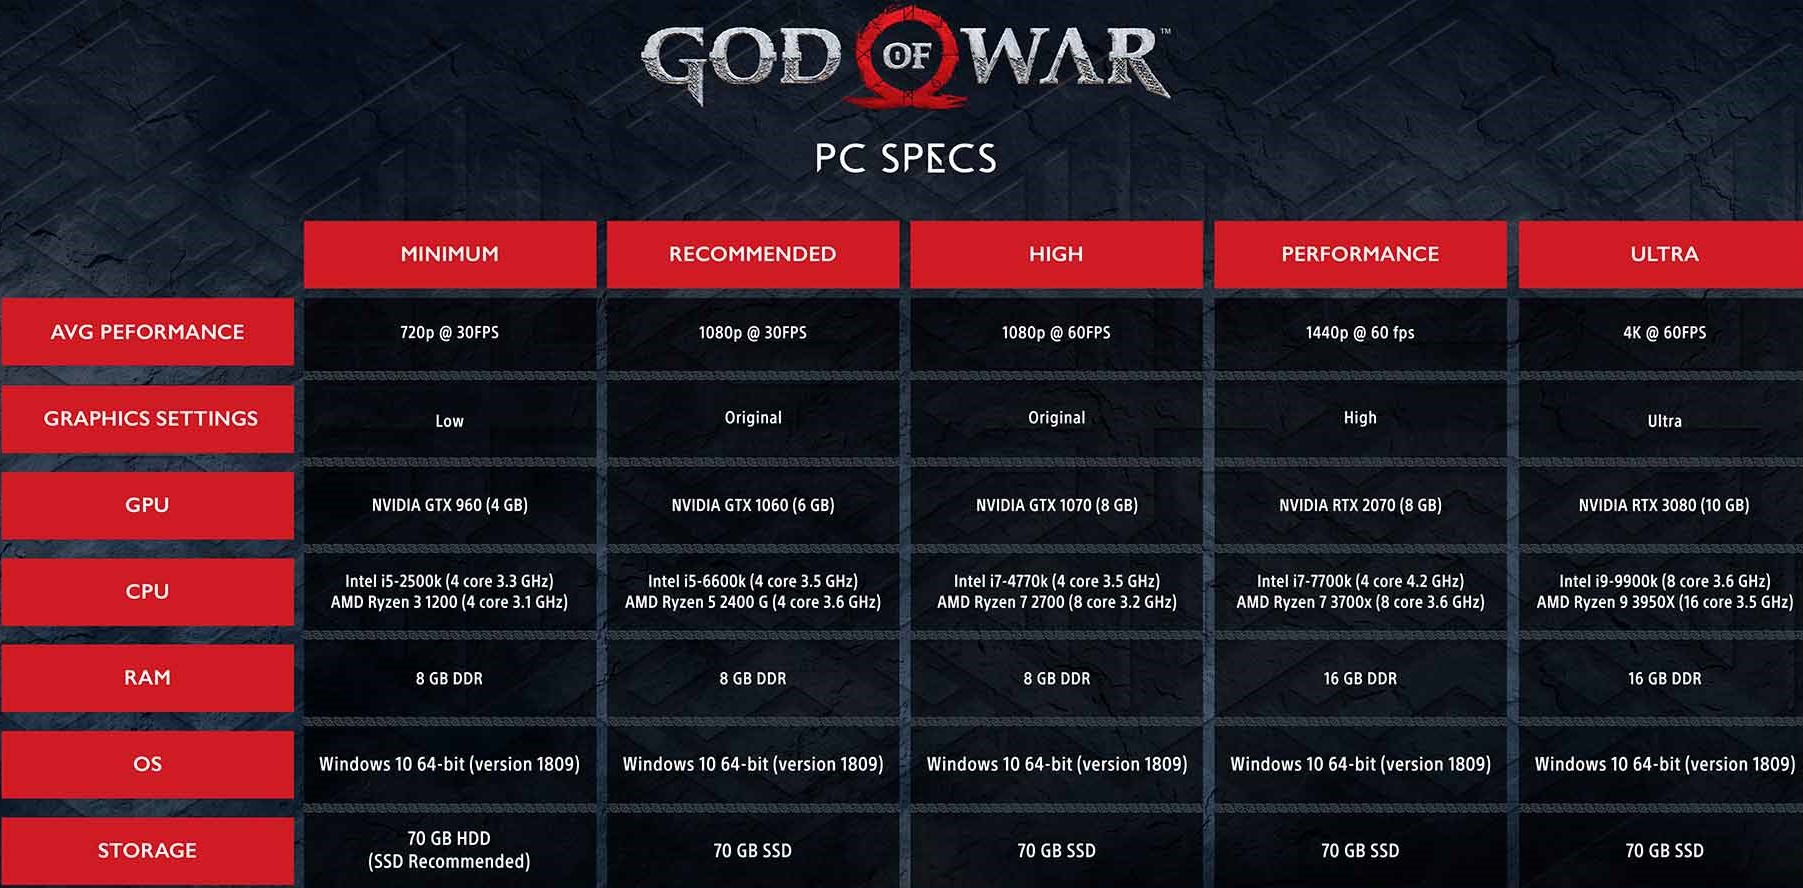 GOD OF WAR™
PC SPECS
MINIMUM RECOMMENDED HIGH PERFORMANCE ULTRA
AVG PEFORMANCE 720p @ 30FPS 1080p @ 30FPS 1080p @ 60FPS 1440p @ 60 fps 4K @ 60FPS
GRAPHICS SETTINGS Low Original Original High Ultra
GPU NVIDIA GTX 960 (4 GB) NVIDIA GTX 1060 (6 GB) NVIDIA GTX 1070 (8 GB) NVIDIA RTX 2070 (8 GB) NVIDIA RTX 3080 (10 GB)
CPU Intel i5-2500k (4 core 3.3 GHz) Intel i5-6600k (4 core 3.5 GHz) Intel i7-4770k (4 core 3.5 GHz) Intel i7-7700k (4 core 4.2 GHz) Intel i9-9900k (8 core 3.6 GHz)
AMD Ryzen 3 1200 (4 core 3.1 GHz) AMD Ryzen 5 2400 G (4 core 3.6 GHz) AMD Ryzen 7 2700 (8 core 3.2 GHz) AMD Ryzen 7 3700x (8 core 3.6 GHz) AMD Ryzen 9 3950X (16 core 3.5 GHz)
RAM 8 GB DDR 8 GB DDR 8 GB DDR 16 GB DDR 16 GB DDR
OS Windows 10 64-bit (version 1809) Windows 10 64-bit (version 1809) Windows 10 64-bit (version 1809) Windows 10 64-bit (version 1809) Windows 10 64-bit (version 1809)
STORAGE 70 GB HDD 70 GB SSD 70 GB SSD 70 GB SSD 70 GB SSD
(SSD Recommended)